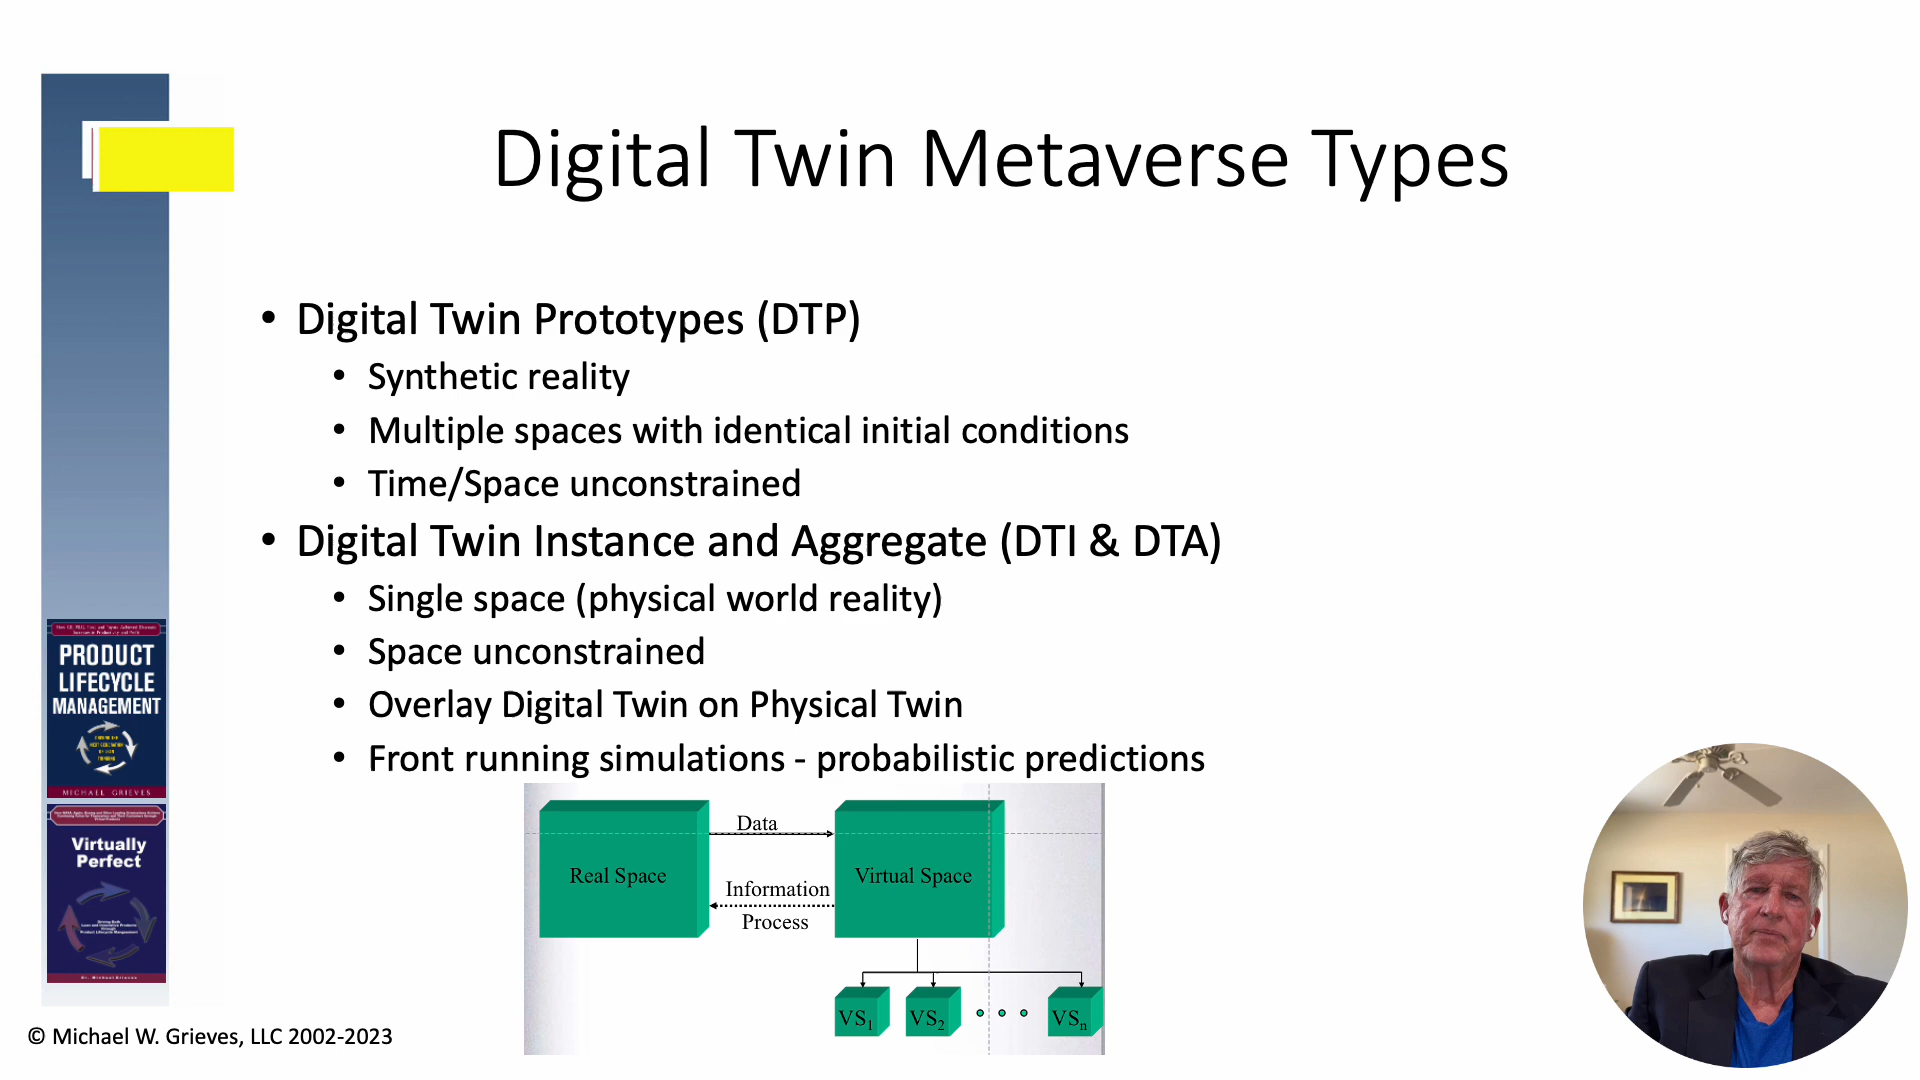 Digital Twin Metaverse Types
• Digital Twin Prototypes (DTP)
• Synthetic reality
• Multiple spaces with identical initial conditions
• Time/Space unconstrained
• Digital Twin Instance and Aggregate (DTI & DTA)
• Single space (physical world reality)
• Space unconstrained
• Overlay Digital Twin on Physical Twin
• Front running simulations - probabilistic predictions
Data
Real Space
Virtual Space
Information
Process
VS1
VS2
VSn
PRODUCT
LIFECYCLE
MANAGEMENT
MICHAEL GRIEVES
Virtually
Perfect
Dr. Michael Grieves
© Michael W. Grieves, LLC 2002-2023